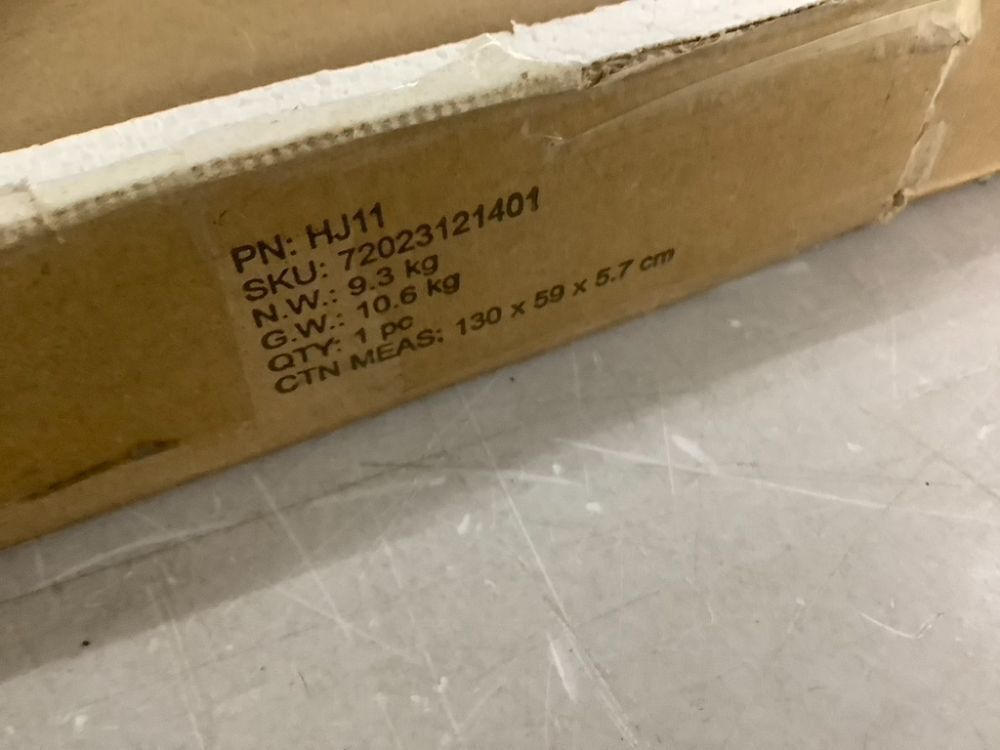 PN: HJ11
SKU: 72023121401
N.W.: 9.3 kg
G.W.: 10.6 kg
QTY: 1 pc
CTN MEAS: 130 x 59 x 5.7 cm